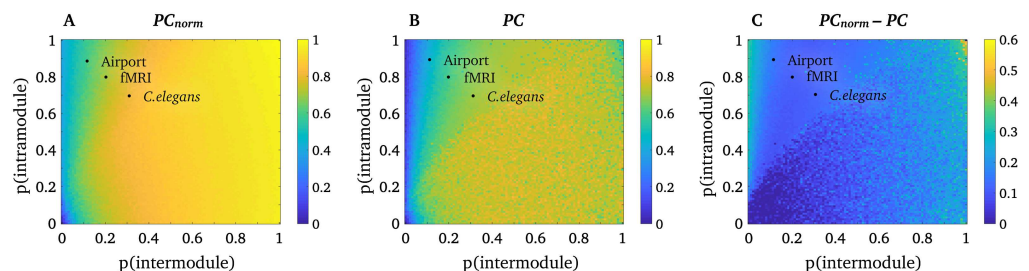 A PCnorm
1
0.8
0.6
0.4
0.2
0
p(intramodule)
Airport
fMRI
C.elegans
0 0.2 0.4 0.6 0.8 1
p(intermodule)
1
0.8
0.6
0.4
0.2
0
B PC
1
0.8
0.6
0.4
0.2
0
p(intramodule)
Airport
fMRI
C.elegans
0 0.2 0.4 0.6 0.8 1
p(intermodule)
1
0.8
0.6
0.4
0.2
0
C PCnorm − PC
1
0.8
0.6
0.4
0.2
0
p(intramodule)
Airport
fMRI
C.elegans
0 0.2 0.4 0.6 0.8 1
p(intermodule)
0.6
0.5
0.4
0.3
0.2
0.1
0